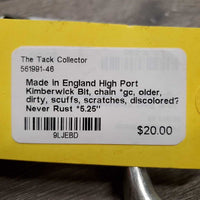 The Tack Collector
561991-46
Made in England High Port
Kimberwick Bit, chain *gc, older,
dirty, scuffs, scratches, discolored?
Never Rust *5.25"
9LJEBD
$20.00